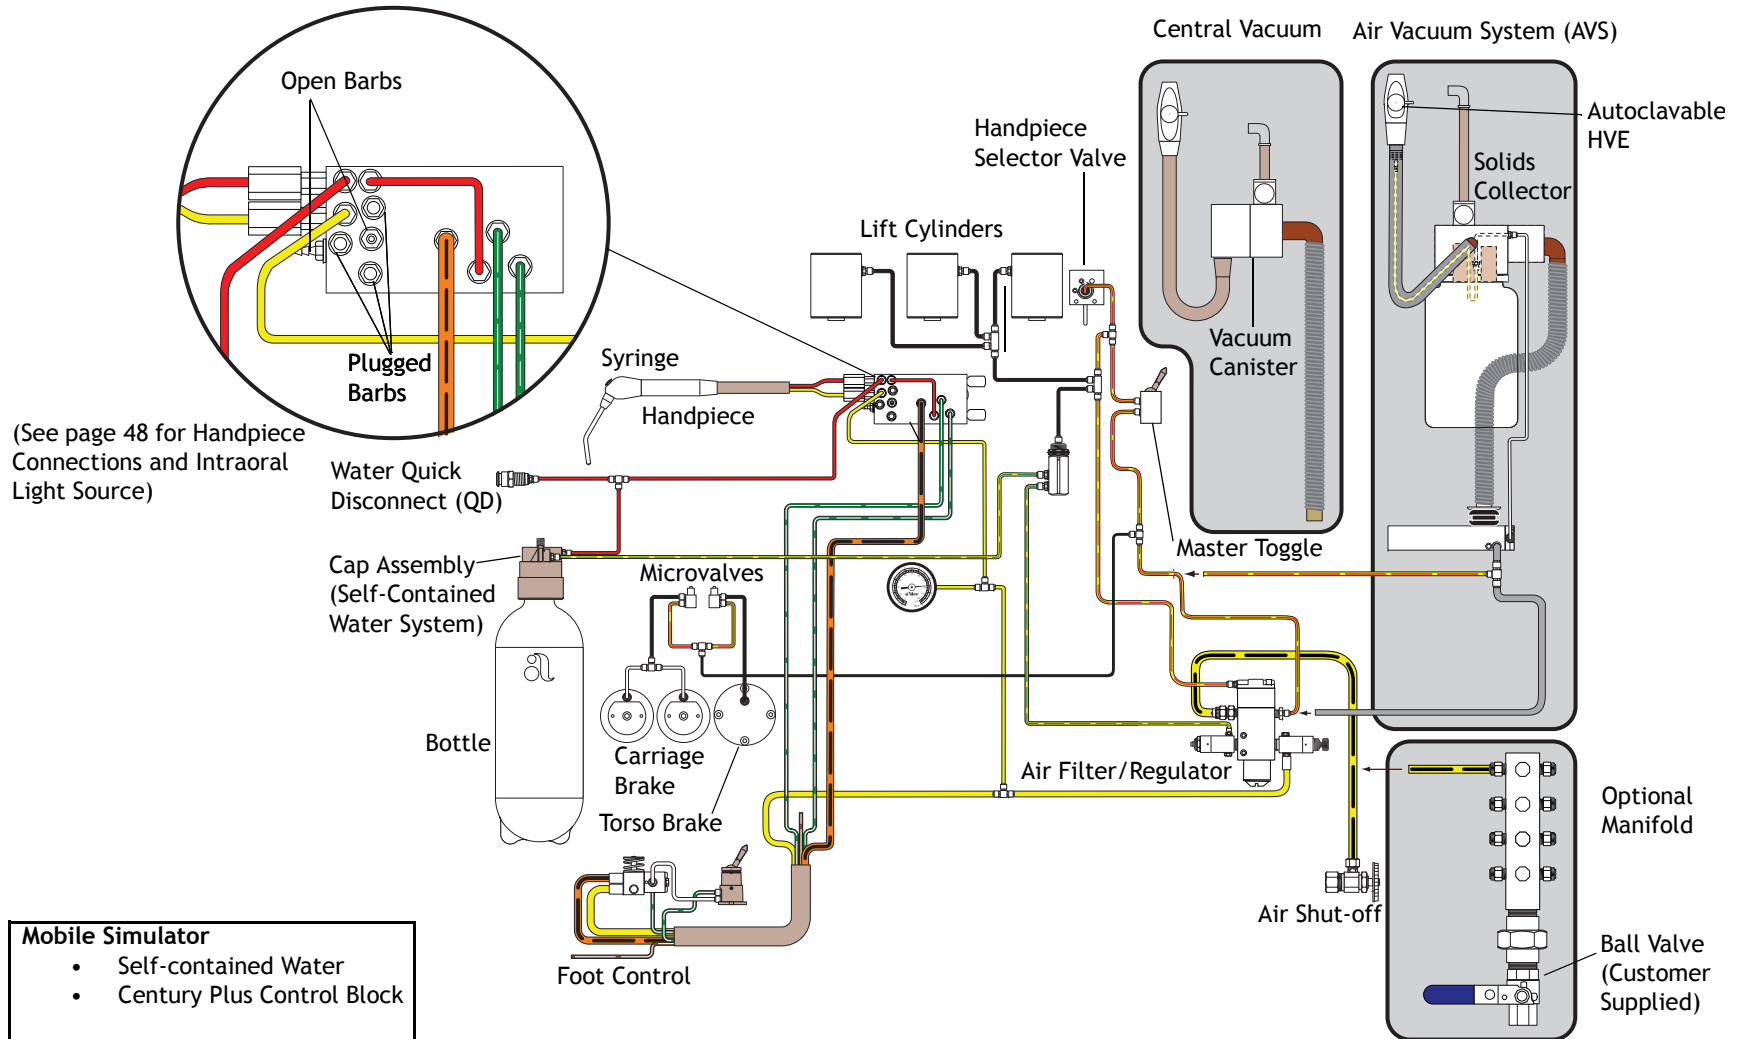 Central Vacuum
Air Vacuum System (AVS)
Open Barbs
Autoclavable
HVE
Handpiece
Selector Valve
Solids
Collector
Lift Cylinders
Vacuum
Canister
Plugged
Barbs
Syringe
Handpiece
(See page 48 for Handpiece
Connections and Intraoral
Light Source)
Water Quick
Disconnect (QD)
Master Toggle
Cap Assembly
(Self-Contained
Water System)
Microvalves
a
Bottle
Carriage
Brake
Torso Brake
Air Filter/Regulator
Optional
Manifold
Air Shut-off
Foot Control
Ball Valve
(Customer
Supplied)
Mobile Simulator
• Self-contained Water
• Century Plus Control Block